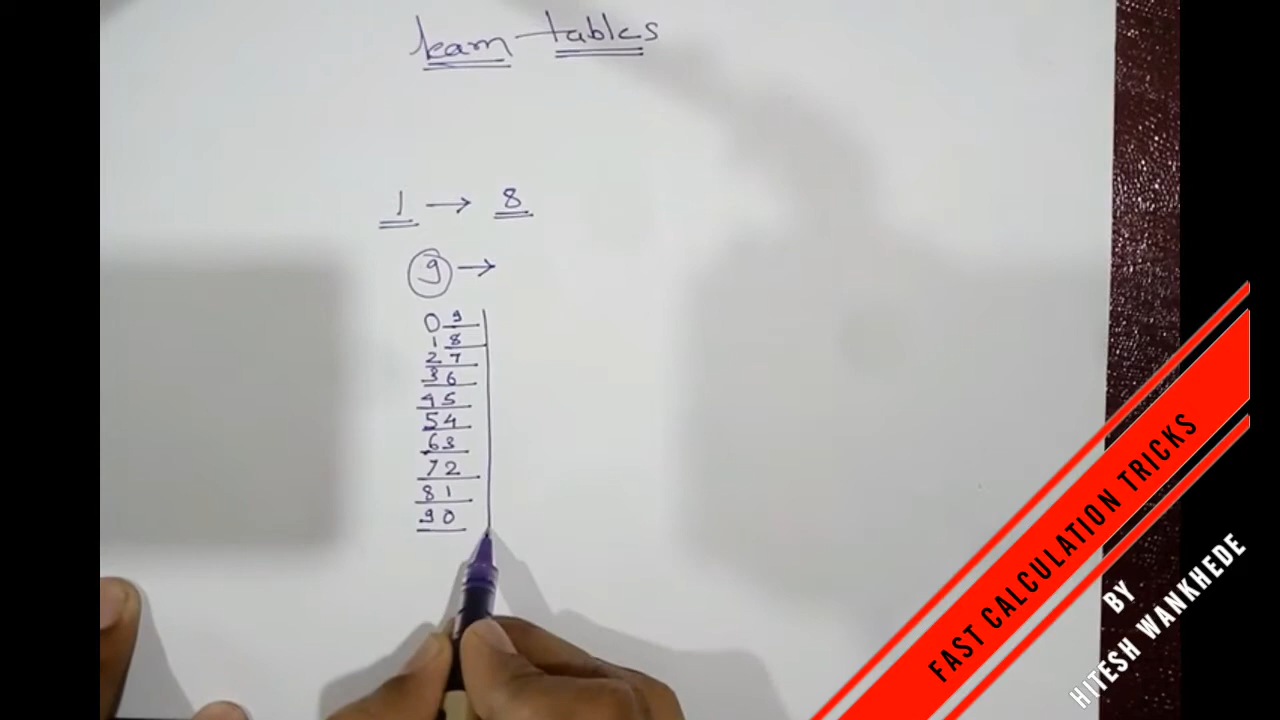 learn tables
1 → 8
9 →
09
18
27
36
45
54
63
72
81
90
FAST CALCULATION TRICKS
BY
HITESH WANKHEDE